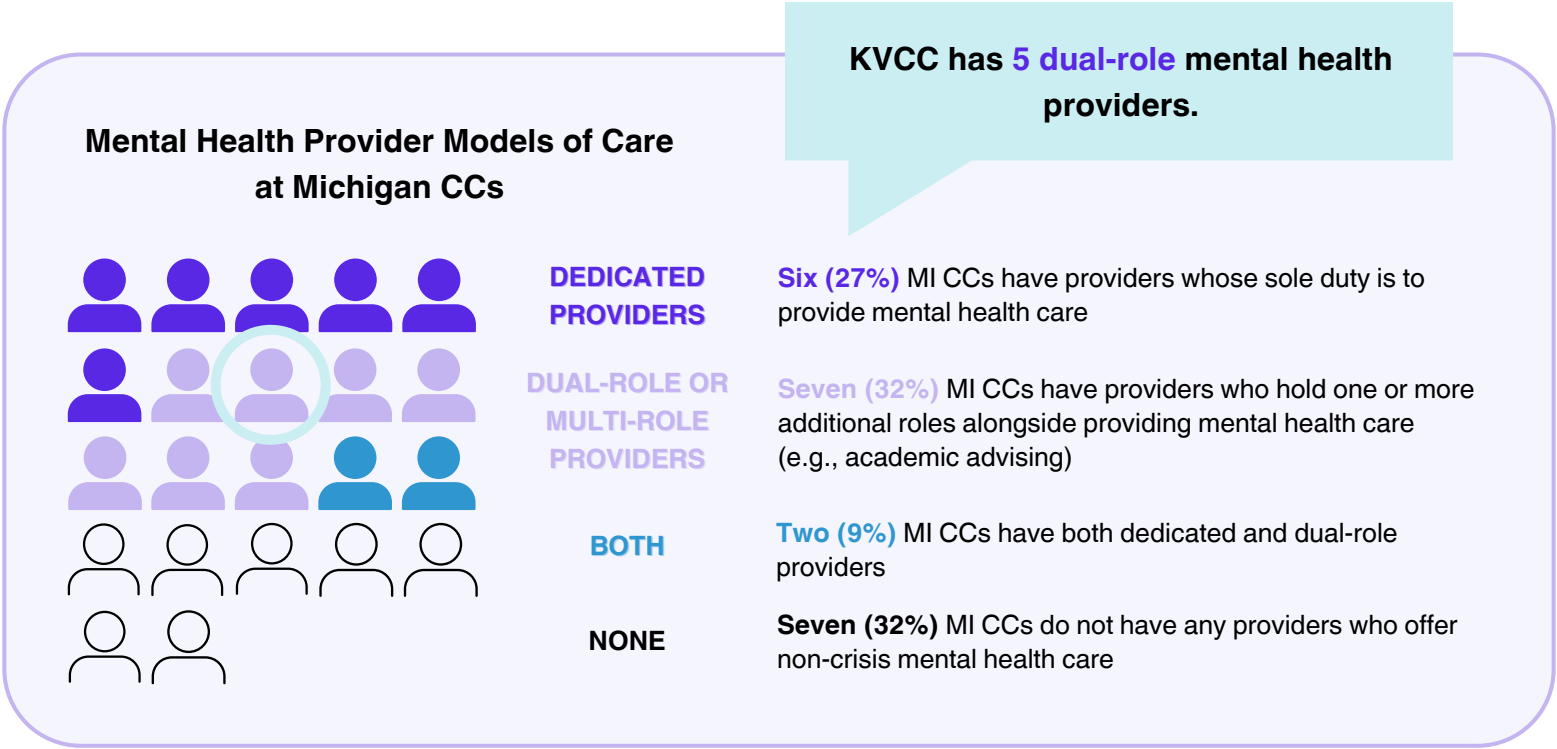 KVCC has 5 dual-role mental health
providers.
Mental Health Provider Models of Care
at Michigan CCs
DEDICATED
PROVIDERS
Six (27%) MI CCs have providers whose sole duty is to
provide mental health care
DUAL-ROLE OR
MULTI-ROLE
PROVIDERS
Seven (32%) MI CCs have providers who hold one or more
additional roles alongside providing mental health care
(e.g., academic advising)
BOTH
Two (9%) MI CCs have both dedicated and dual-role
providers
NONE
Seven (32%) MI CCs do not have any providers who offer
non-crisis mental health care